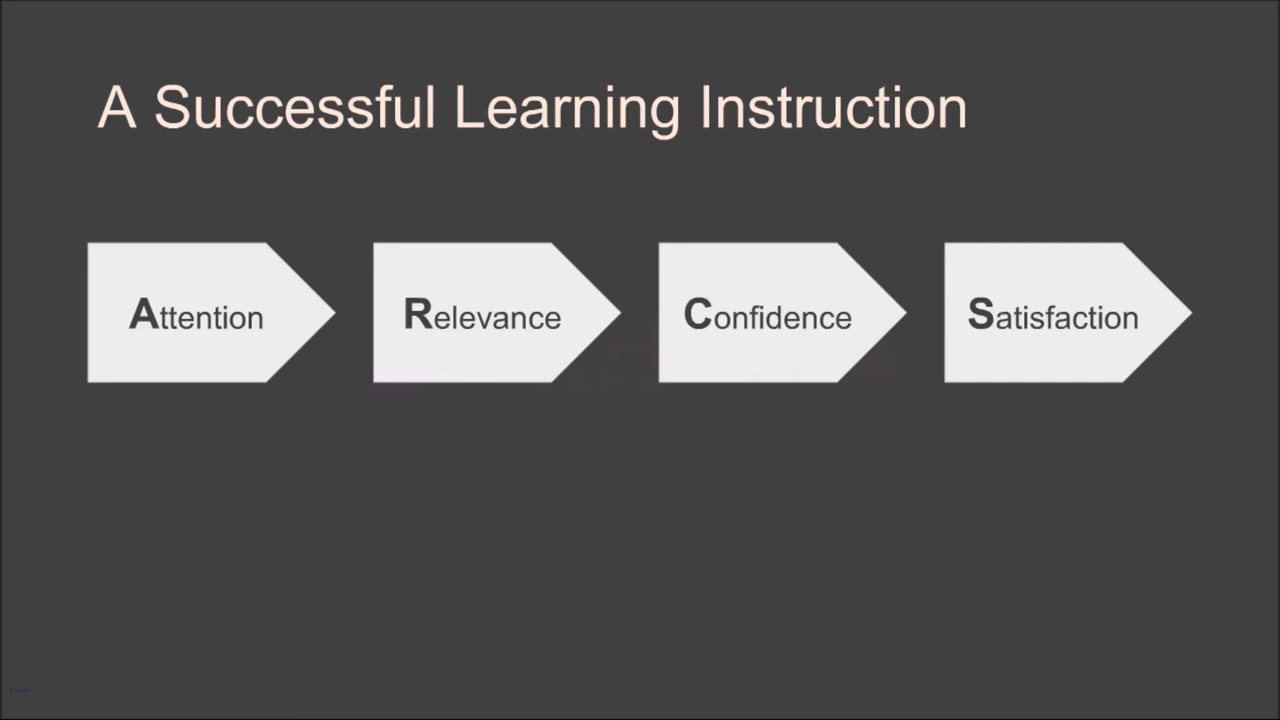 A Successful Learning Instruction
Attention
Relevance
Confidence
Satisfaction